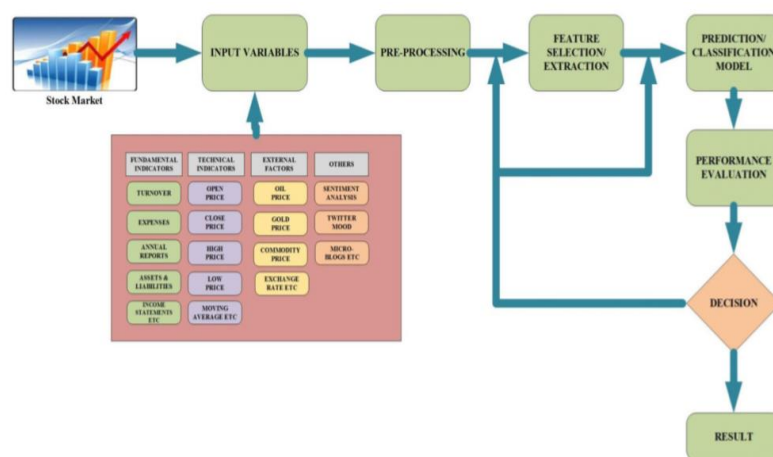 Stock Market
INPUT VARIABLES
PRE-PROCESSING
FEATURE
SELECTION/
EXTRACTION
PREDICTION/
CLASSIFICATION
MODEL
PERFORMANCE
EVALUATION
DECISION
RESULT
FUNDAMENTAL
INDICATORS
TURNOVER
EXPENSES
ANNUAL
REPORTS
ASSETS &
LIABILITIES
INCOME
STATEMENTS
ETC
TECHNICAL
INDICATORS
OPEN
PRICE
CLOSE
PRICE
HIGH
PRICE
LOW
PRICE
MOVING
AVERAGE ETC
EXTERNAL
FACTORS
OIL
PRICE
GOLD
PRICE
COMMODITY
PRICE
EXCHANGE
RATE ETC
OTHERS
SENTIMENT
ANALYSIS
TWITTER
MOOD
MICRO-
BLOGS ETC